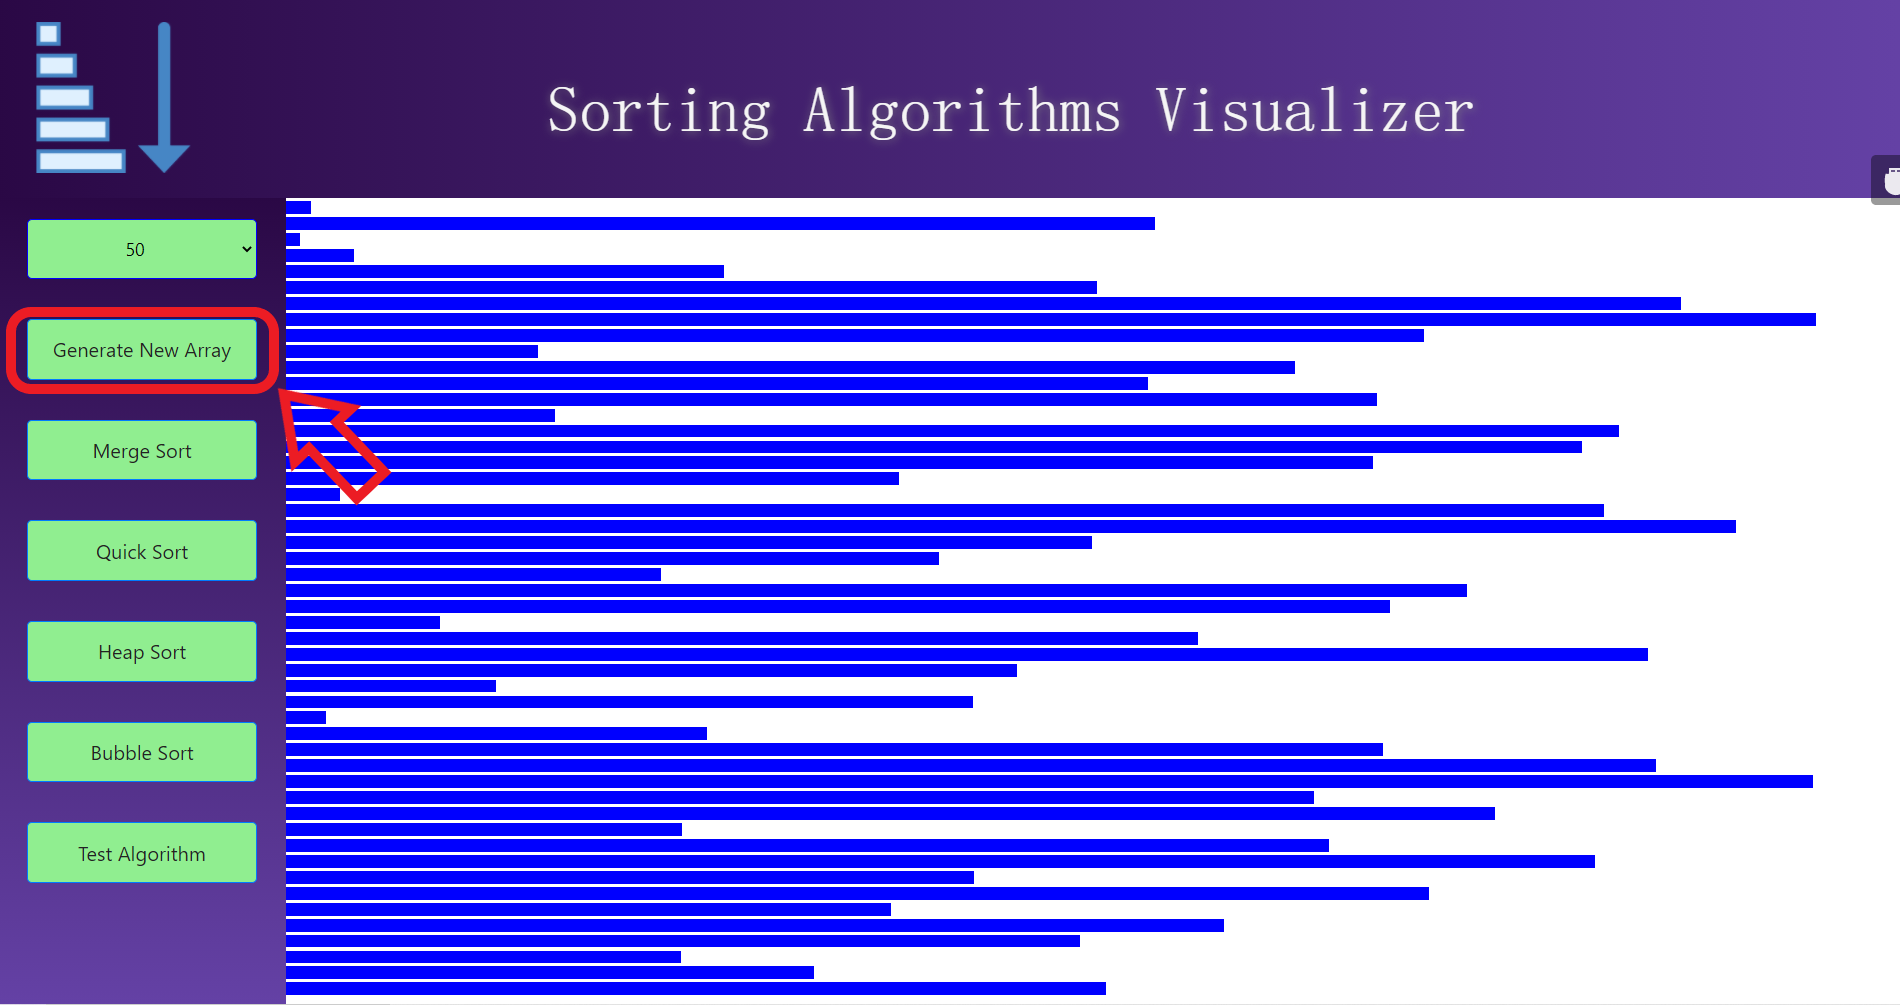 Sorting Algorithms Visualizer
50
Generate New Array
Merge Sort
Quick Sort
Heap Sort
Bubble Sort
Test Algorithm